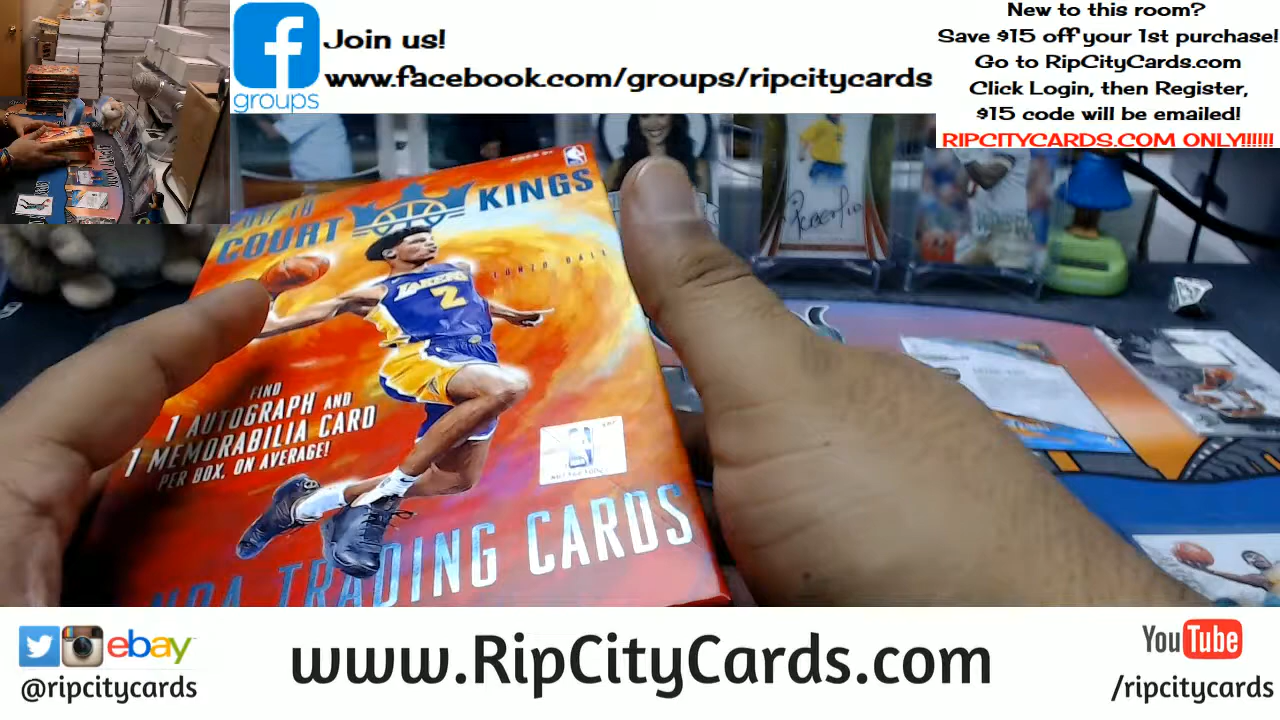 groups
Join us!
www.facebook.com/groups/ripcitycards
New to this room?
Save $15 off your 1st purchase!
Go to RipCityCards.com
Click Login, then Register,
$15 code will be emailed!
RIPCITYCARDS.COM ONLY!!!!!!
2017-18
COURT KINGS
LONZO BALL
LAKERS
2
FIND
1 AUTOGRAPH AND
1 MEMORABILIA CARD
PER BOX, ON AVERAGE!
NBA TRADING CARDS
ebay
@ripcitycards
www.RipCityCards.com
YouTube
/ripcitycards